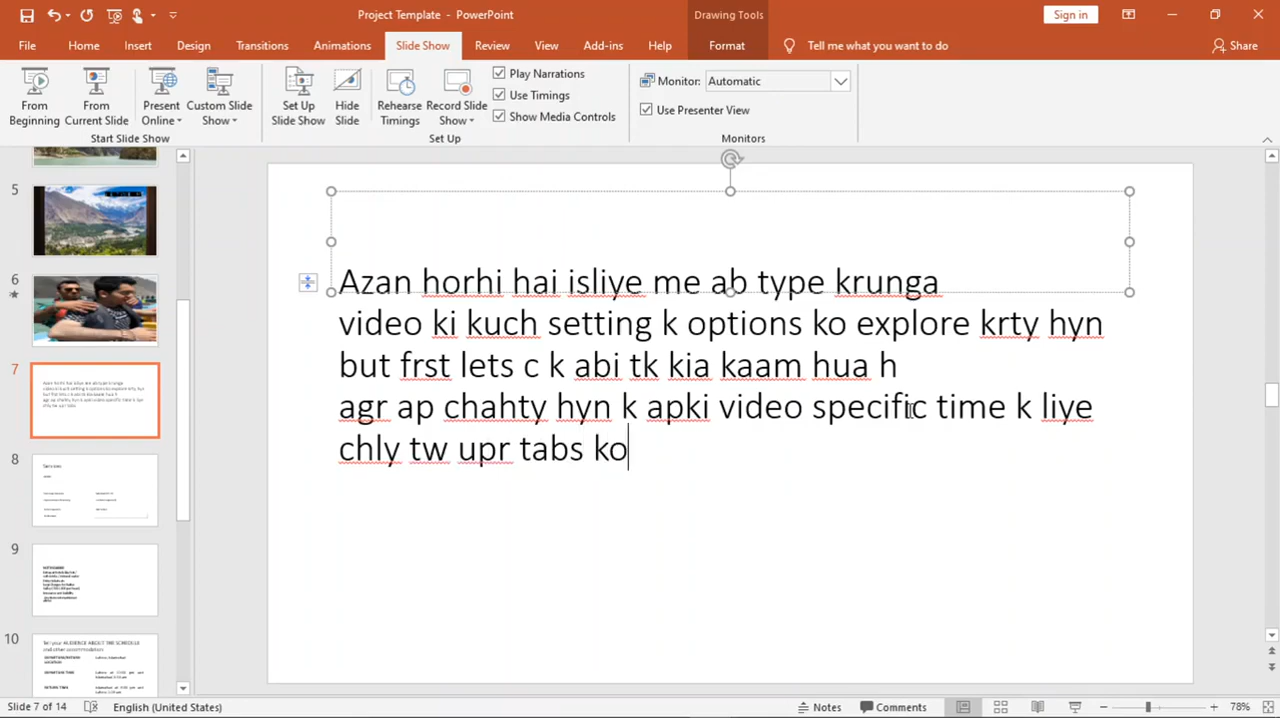 Project Template - PowerPoint
Drawing Tools
Sign in
File
Home
Insert
Design
Transitions
Animations
Slide Show
Review
View
Add-ins
Help
Format
Tell me what you want to do
Share
From Beginning
From Current Slide
Present Online
Custom Slide Show
Set Up Slide Show
Hide Slide
Rehearse Timings
Record Slide Show
Play Narrations
Use Timings
Show Media Controls
Monitor: Automatic
Use Presenter View
Start Slide Show
Set Up
Monitors
5
6
7
8
9
10
Azan horhi hai isliye me ab type krunga
video ki kuch setting k options ko explore krty hyn
but frst lets c k abi tk kia kaam hua h
agr ap chahty hyn k apki video specific time k liye
chly tw upr tabs ko
Slide 7 of 14
English (United States)
Notes
Comments
78%